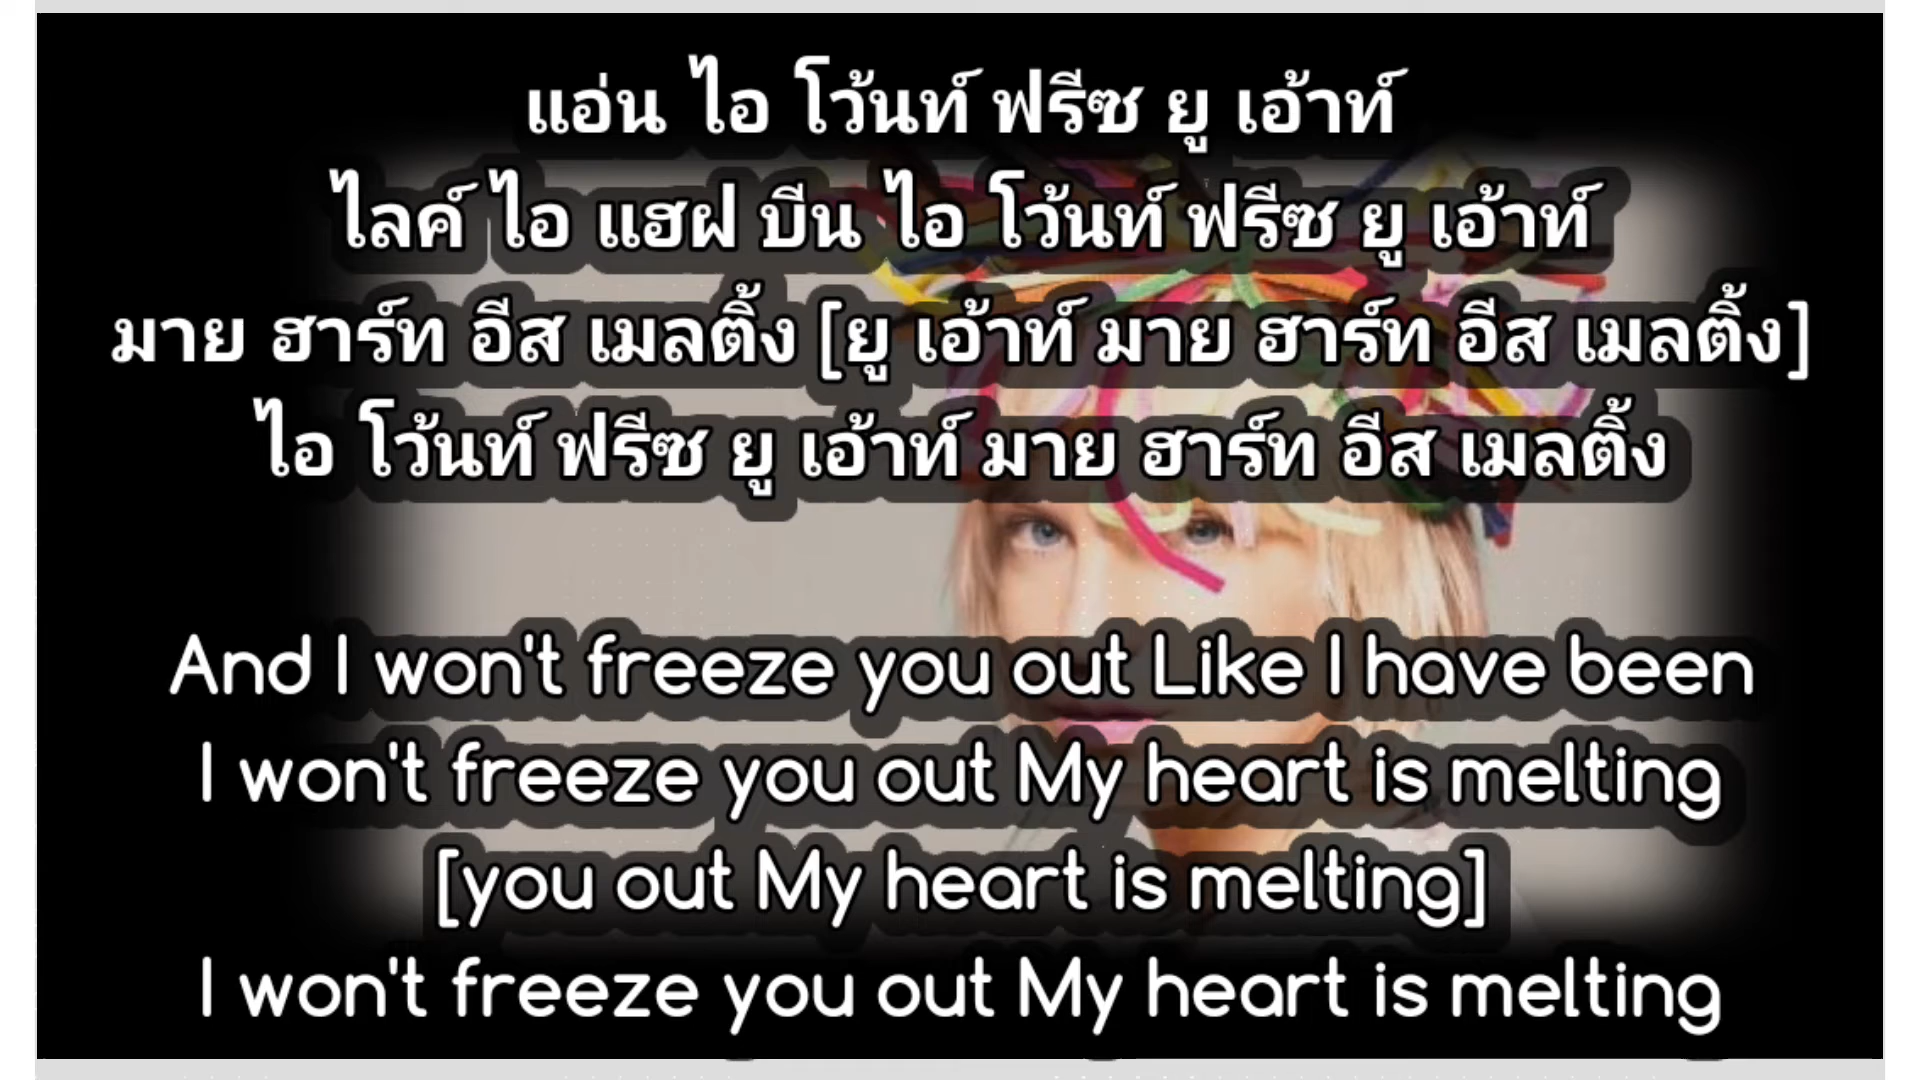 แอ่น ไอ โว้นท์ ฟรีซ ยู เอ้าท์
ไลค์ ไอ แฮฝ บีน ไอ โว้นท์ ฟรีซ ยู เอ้าท์
มาย ฮาร์ท อีส เมลติ้ง [ยู เอ้าท์ มาย ฮาร์ท อีส เมลติ้ง]
ไอ โว้นท์ ฟรีซ ยู เอ้าท์ มาย ฮาร์ท อีส เมลติ้ง
And I won't freeze you out Like I have been
I won't freeze you out My heart is melting
[you out My heart is melting]
I won't freeze you out My heart is melting